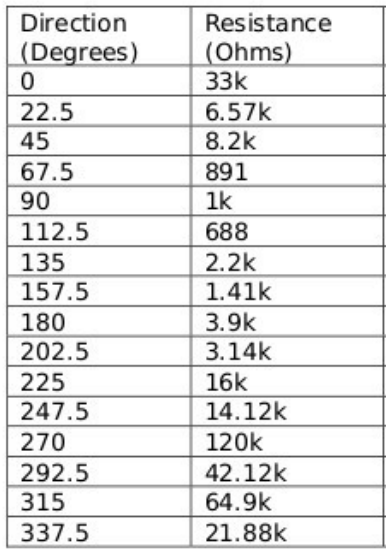 Direction Resistance
(Degrees) (Ohms)
0 33k
22.5 6.57k
45 8.2k
67.5 891
90 1k
112.5 688
135 2.2k
157.5 1.41k
180 3.9k
202.5 3.14k
225 16k
247.5 14.12k
270 120k
292.5 42.12k
315 64.9k
337.5 21.88k